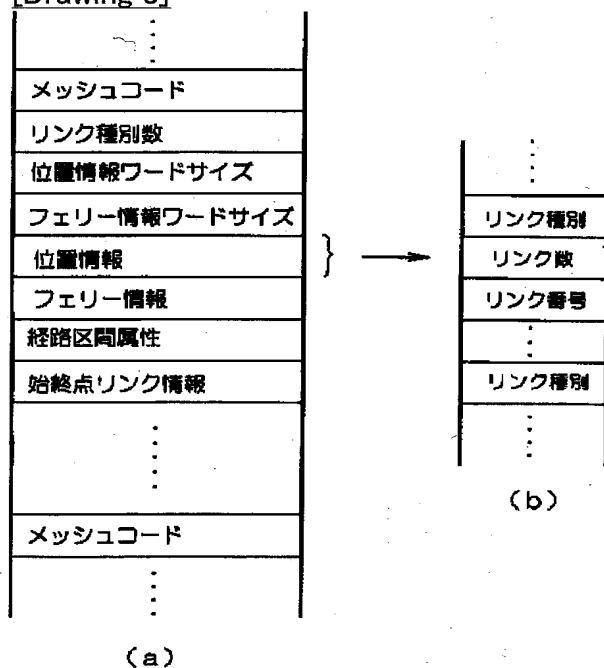 メッシュコード
リンク種別数
位置情報ワードサイズ
フェリー情報ワードサイズ
位置情報
フェリー情報
経路区間属性
始終点リンク情報
メッシュコード
(a)
リンク種別
リンク数
リンク番号
リンク種別
(b)